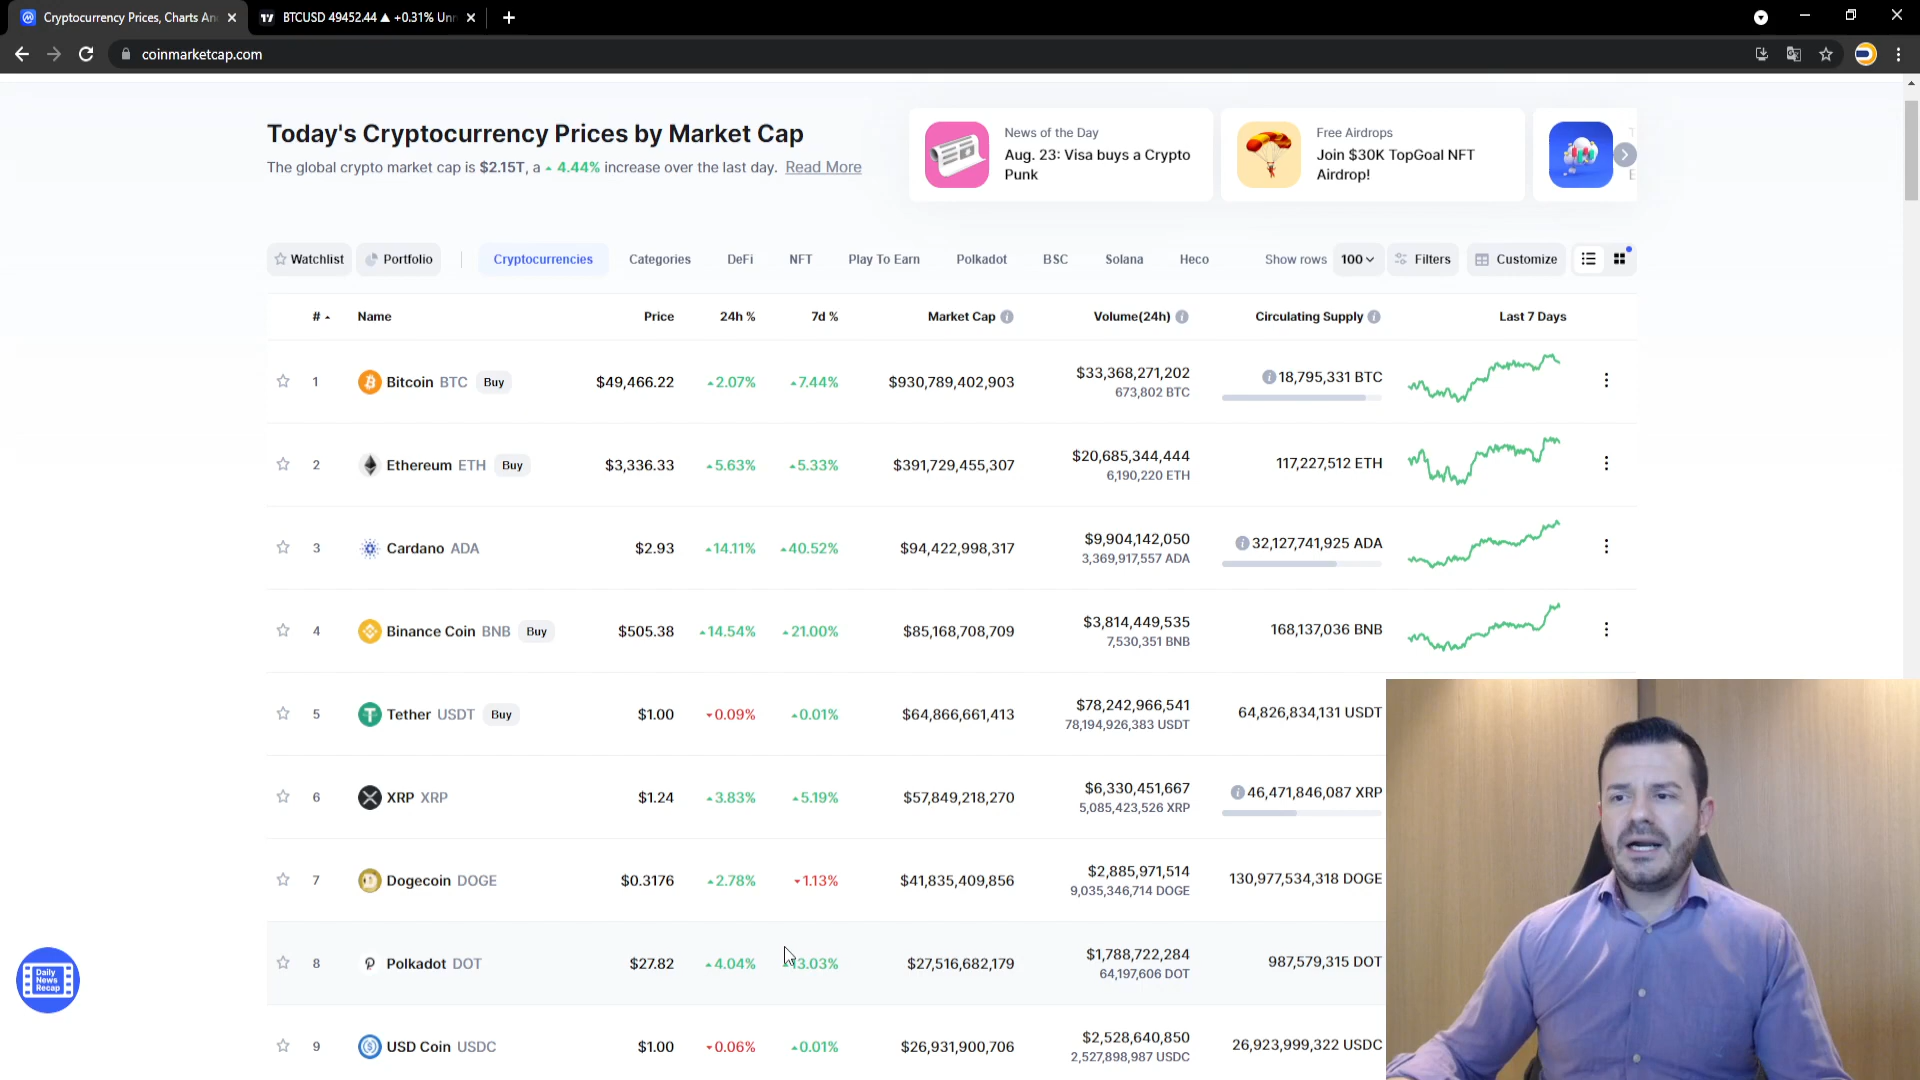 Cryptocurrency Prices, Charts An
BTCUSD 49452.44 ▲ +0.31% Unn
coinmarketcap.com
Today's Cryptocurrency Prices by Market Cap
The global crypto market cap is $2.15T, a 4.44% increase over the last day. Read More
News of the Day
Aug. 23: Visa buys a Crypto
Punk
Free Airdrops
Join $30K TopGoal NFT
Airdrop!
Watchlist Portfolio Cryptocurrencies Categories DeFi NFT Play To Earn Polkadot BSC Solana Heco Show rows 100 Filters Customize
# Name Price 24h % 7d % Market Cap Volume(24h) Circulating Supply Last 7 Days
1 Bitcoin BTC Buy $49,466.22 2.07% 7.44% $930,789,402,903 $33,368,271,202 18,795,331 BTC
673,802 BTC
2 Ethereum ETH Buy $3,336.33 5.63% 5.33% $391,729,455,307 $20,685,344,444 117,227,512 ETH
6,190,220 ETH
3 Cardano ADA $2.93 14.11% 40.52% $94,422,998,317 $9,904,142,050 32,127,741,925 ADA
3,369,917,557 ADA
4 Binance Coin BNB Buy $505.38 14.54% 21.00% $85,168,708,709 $3,814,449,535 168,137,036 BNB
7,530,351 BNB
5 Tether USDT Buy $1.00 0.09% 0.01% $64,866,661,413 $78,242,966,541 64,826,834,131 USDT
78,194,926,383 USDT
6 XRP XRP $1.24 3.83% 5.19% $57,849,218,270 $6,330,451,667 46,471,846,087 XRP
5,085,423,526 XRP
7 Dogecoin DOGE $0.3176 2.78% 1.13% $41,835,409,856 $2,885,971,514 130,977,534,318 DOGE
9,035,346,714 DOGE
8 Polkadot DOT $27.82 4.04% 13.03% $27,516,682,179 $1,788,722,284 987,579,315 DOT
64,197,606 DOT
Daily
News
Recap
9 USD Coin USDC $1.00 0.06% 0.01% $26,931,900,706 $2,528,640,850 26,923,999,322 USDC
2,527,898,987 USDC